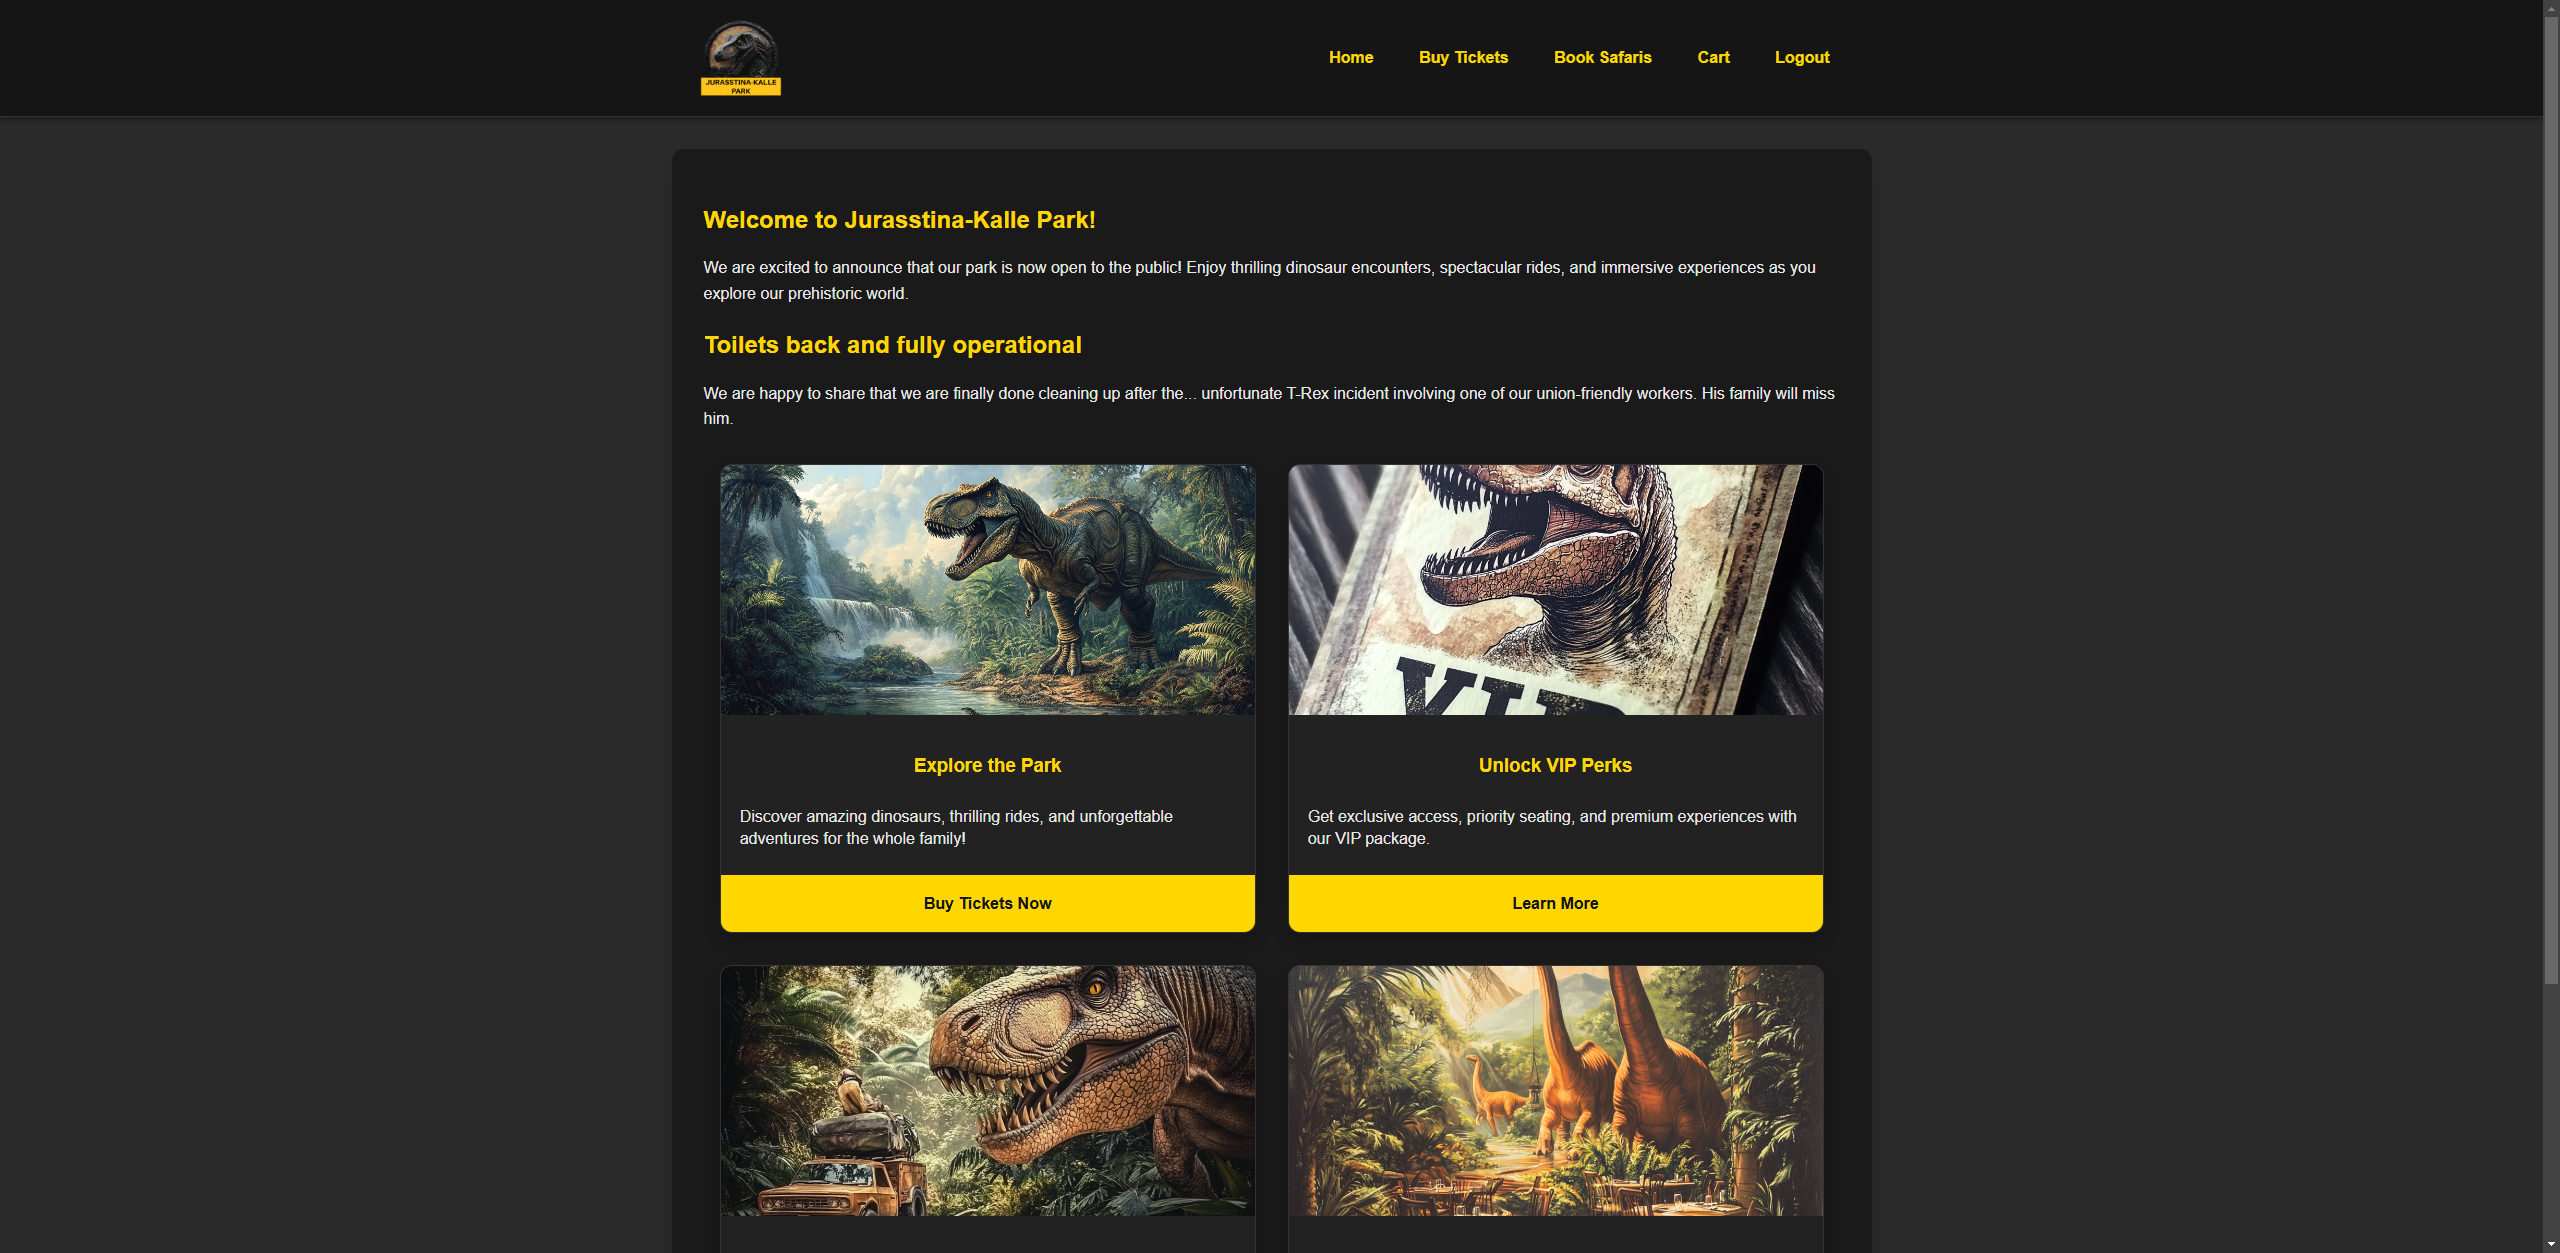 JURASSTINA-KALLE
PARK
Home
Buy Tickets
Book Safaris
Cart
Logout
Welcome to Jurasstina-Kalle Park!
We are excited to announce that our park is now open to the public! Enjoy thrilling dinosaur encounters, spectacular rides, and immersive experiences as you
explore our prehistoric world.
Toilets back and fully operational
We are happy to share that we are finally done cleaning up after the... unfortunate T-Rex incident involving one of our union-friendly workers. His family will miss
him.
VIP
Explore the Park
Discover amazing dinosaurs, thrilling rides, and unforgettable
adventures for the whole family!
Buy Tickets Now
Unlock VIP Perks
Get exclusive access, priority seating, and premium experiences with
our VIP package.
Learn More